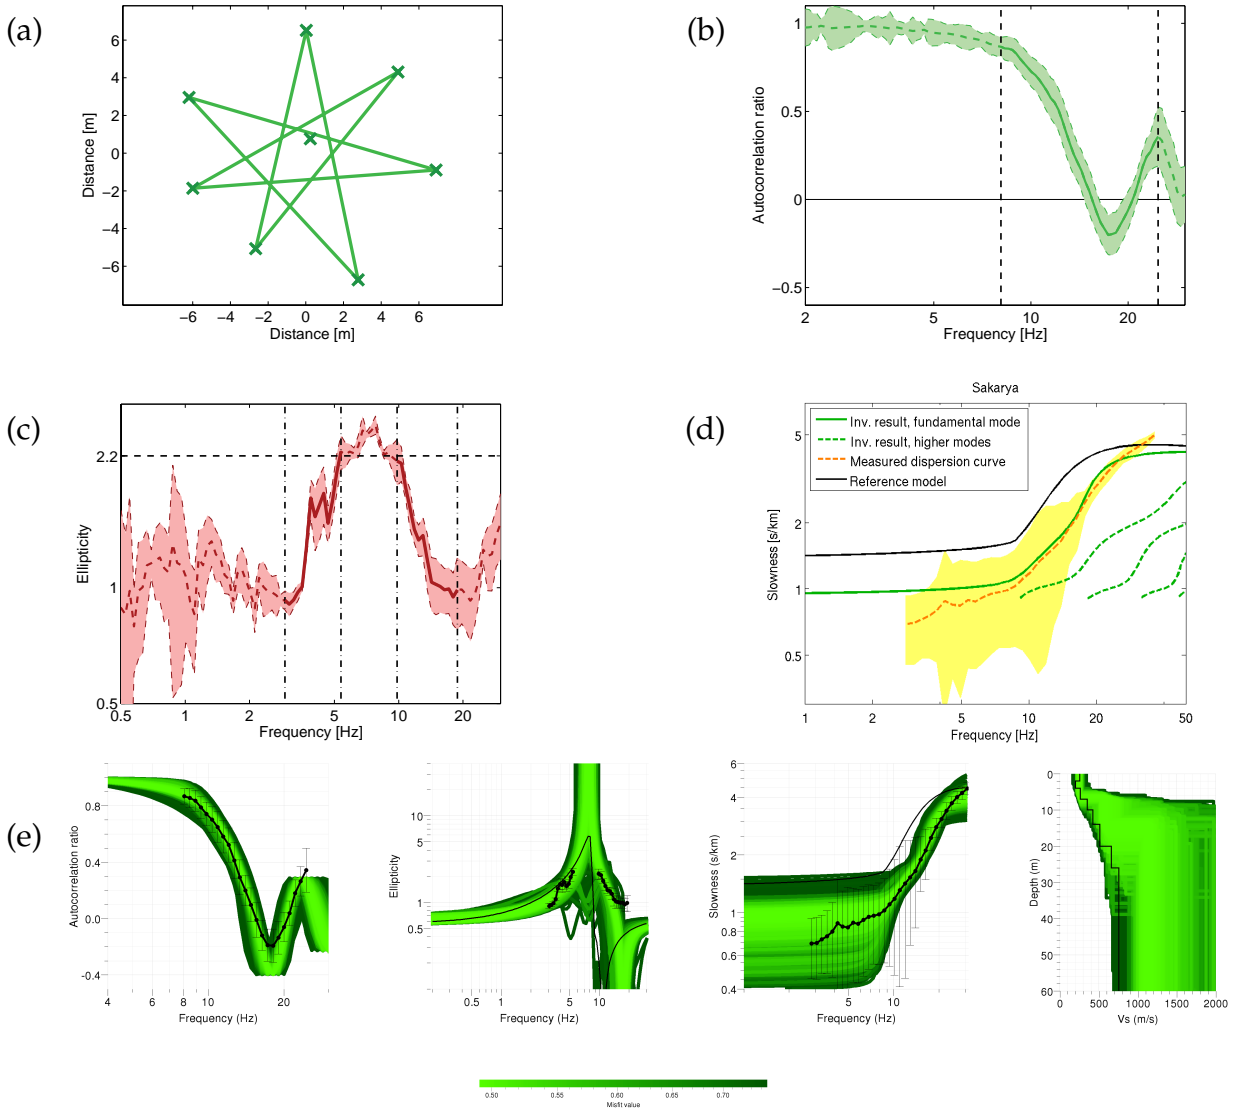 (a)
Distance [m]
6
4
2
0
−2
−4
−6
−6 −4 −2 0 2 4 6
Distance [m]
(b)
Autocorrelation ratio
1
0.5
0
−0.5
2 5 10 20
Frequency [Hz]
(c)
Ellipticity
2.2
1
0.5
0.5 1 2 5 10 20
Frequency [Hz]
(d)
Sakarya
Inv. result, fundamental mode
Inv. result, higher modes
Measured dispersion curve
Reference model
Slowness [s/km]
5
2
1
0.5
1 2 5 10 20 50
Frequency [Hz]
(e)
Autocorrelation ratio
0.8
0.4
0.0
-0.4
4 6 8 10 20
Frequency (Hz)
Ellipticity
10
5
1
0.5
0.5 1 5 10
Frequency (Hz)
Slowness (s/km)
6
4
2
1
0.8
0.6
0.4
5 10
Frequency (Hz)
Depth (m)
0
10
20
30
40
50
60
0 500 1000 1500 2000
Vs (m/s)
0.50 0.55 0.60 0.65 0.70
Misfit value